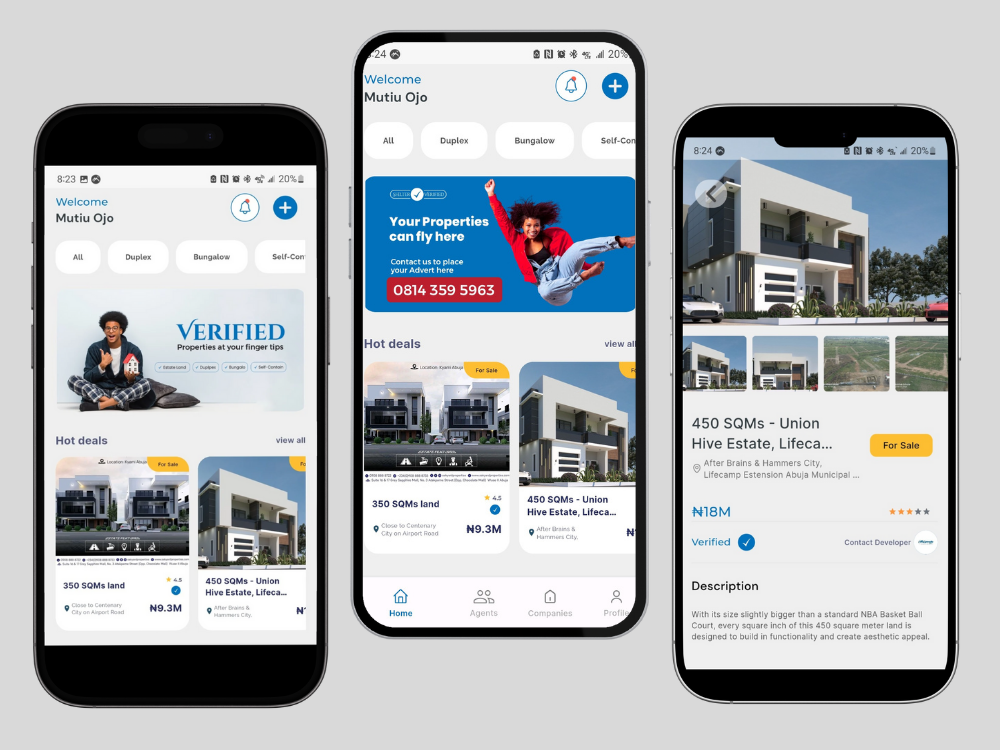 8:23
20%
Welcome
Mutiu Ojo
All
Duplex
Bungalow
Self-Con
VERIFIED
Properties at your finger tips
✓ Estate Land ✓ Duplex ✓ Bungalo ✓ Self-Contain
Hot deals
view all
Location: Kyami Abuja
For Sale
350 SQMs land
4.5
Close to Centenary
City on Airport Road
₦9.3M
450 SQMs - Union
Hive Estate, Lifeca...
After Brains &
Hammers City,
:24
20%
Welcome
Mutiu Ojo
All
Duplex
Bungalow
Self-Con
SHELTER VERIFIED
Your Properties
can fly here
Contact us to place
your Advert here
0814 359 5963
Hot deals
view all
Location: Kyami Abuja
For Sale
ESTATE FEATURES
350 SQMs land
4.5
Close to Centenary
City on Airport Road
₦9.3M
450 SQMs - Union
Hive Estate, Lifeca...
After Brains &
Hammers City,
Home
Agents
Companies
Profile
8:24
20%
450 SQMs - Union
Hive Estate, Lifeca...
For Sale
After Brains & Hammers City,
Lifecamp Estension Abuja Municipal ...
₦18M
Verified
Contact Developer
Description
With its size slightly bigger than a standard NBA Basket Ball
Court, every square inch of this 450 square meter land is
designed to build in functionality and create aesthetic appeal.